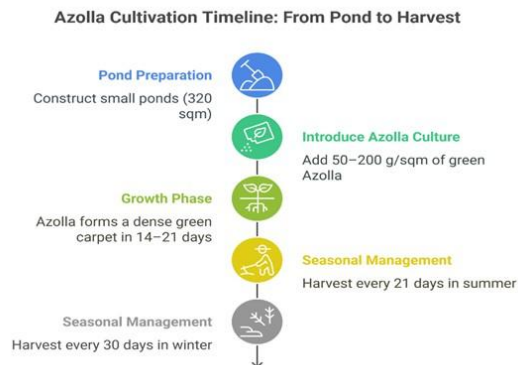 Azolla Cultivation Timeline: From Pond to Harvest
Pond Preparation
Construct small ponds (320
sqm)
Introduce Azolla Culture
Add 50–200 g/sqm of green
Azolla
Growth Phase
Azolla forms a dense green
carpet in 14–21 days
Seasonal Management
Harvest every 21 days in summer
Seasonal Management
Harvest every 30 days in winter